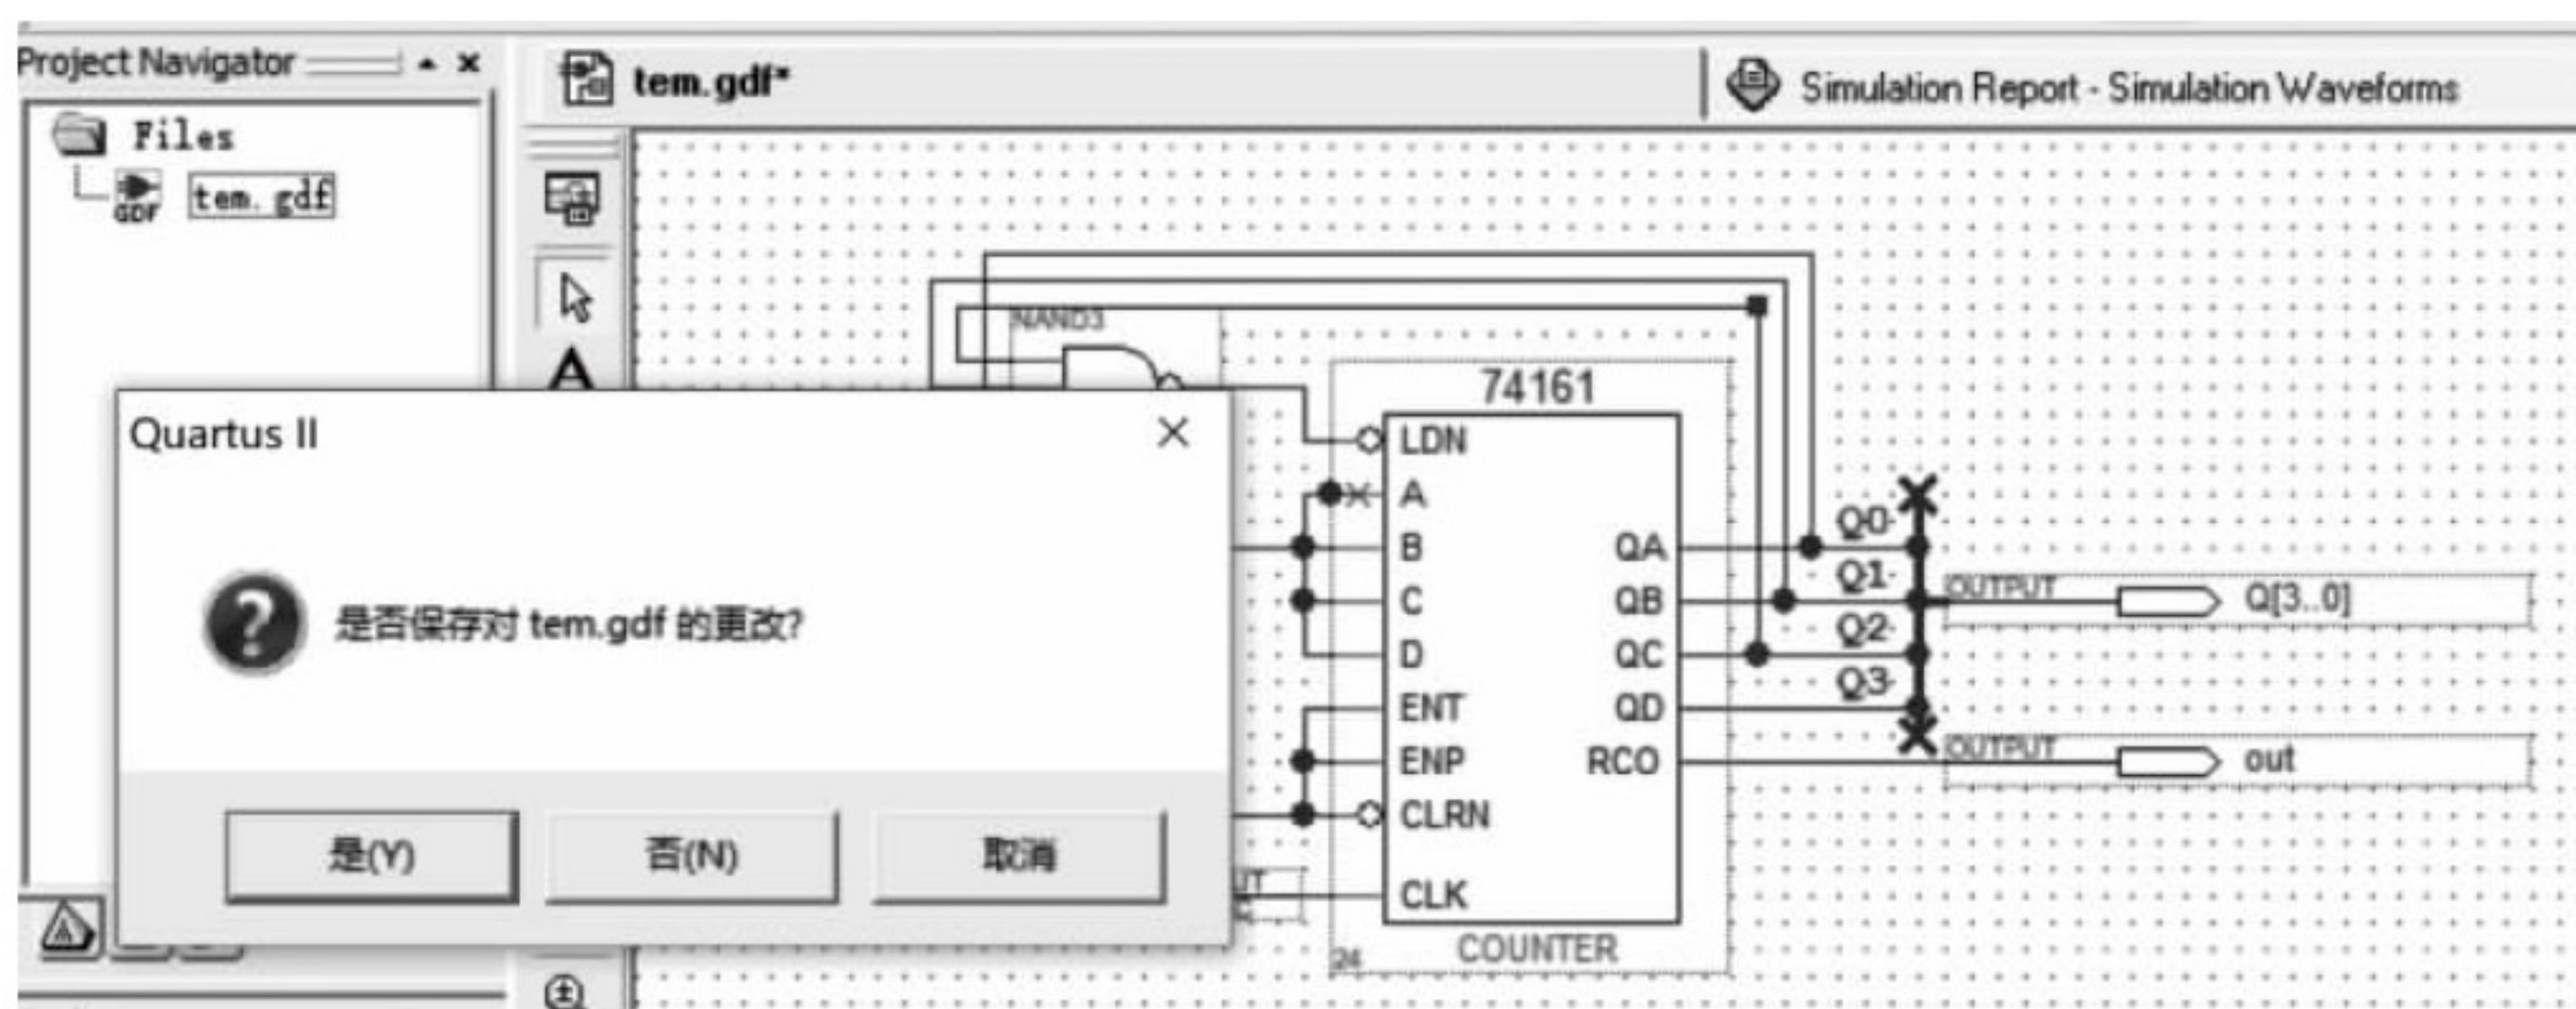 Project Navigator
tem.gdf*
Simulation Report - Simulation Waveforms
Files
GDF
tem.gdf
A
NAND3
74161
Quartus II
是否保存对 tem.gdf 的更改?
是(Y)
否(N)
取消
LDN
A
B
C
D
ENT
ENP
CLRN
CLK
QA
QB
QC
QD
RCO
Q0
Q1
Q2
Q3
OUTPUT
Q[3..0]
OUTPUT
out
24
COUNTER